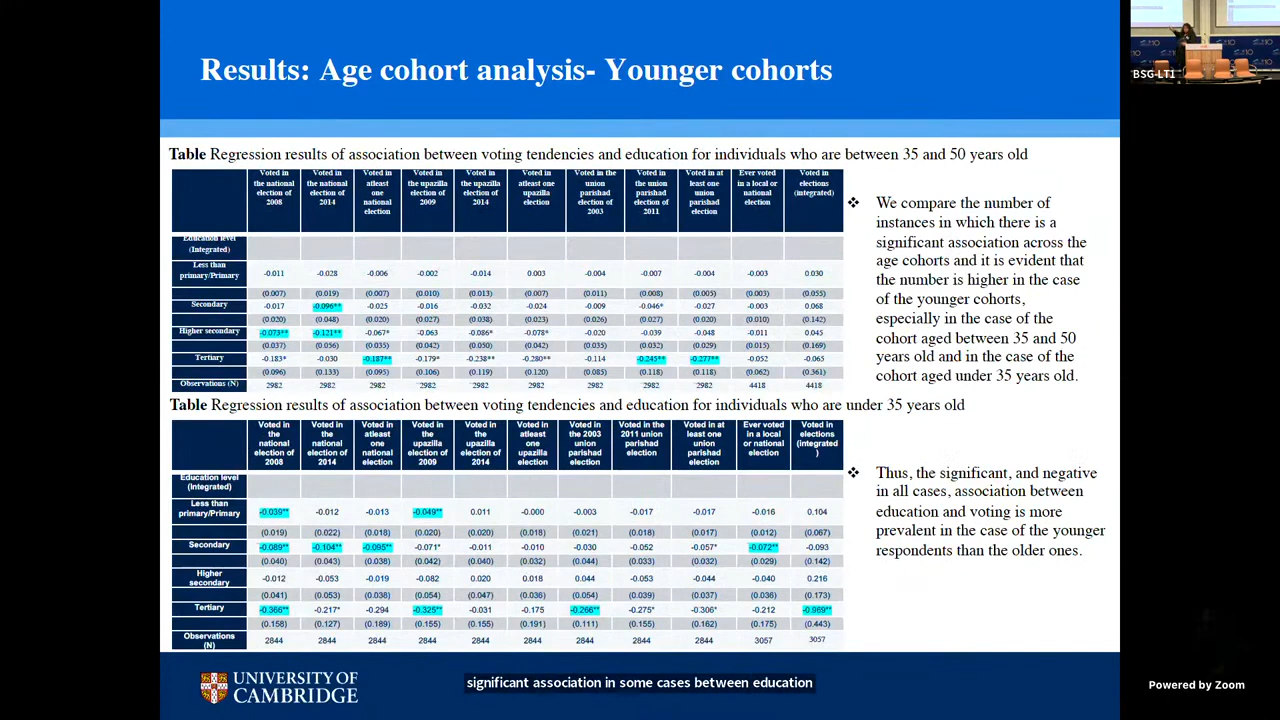 Results: Age cohort analysis- Younger cohorts
BSG-LT1
Table Regression results of association between voting tendencies and education for individuals who are between 35 and 50 years old
Voted in the national election of 2008 Voted in the national election of 2014 Voted in atleast one national election Voted in the upazilla election of 2009 Voted in the upazilla election of 2014 Voted in atleast one upazilla election Voted in the union parishad election of 2003 Voted in the union parishad election of 2011 Voted in at least one union parishad election Ever voted in a local or national election Voted in elections (integrated)
Education level (Integrated)
Less than primary/Primary -0.011 -0.028 -0.006 -0.002 -0.014 0.003 -0.004 -0.007 -0.004 -0.003 0.030
(0.007) (0.019) (0.007) (0.010) (0.013) (0.007) (0.011) (0.008) (0.005) (0.003) (0.055)
Secondary -0.017 -0.096** -0.025 -0.016 -0.032 -0.024 -0.009 -0.046* -0.027 -0.003 0.068
(0.020) (0.048) (0.020) (0.027) (0.038) (0.023) (0.026) (0.027) (0.020) (0.010) (0.142)
Higher secondary -0.073** -0.121** -0.067* -0.063 -0.086* -0.078* -0.020 -0.039 -0.048 -0.011 0.045
(0.037) (0.056) (0.035) (0.042) (0.050) (0.042) (0.035) (0.032) (0.029) (0.015) (0.169)
Tertiary -0.183* -0.030 -0.187** -0.179* -0.238** -0.280** -0.114 -0.245** -0.277** -0.052 -0.065
(0.096) (0.133) (0.095) (0.106) (0.119) (0.120) (0.085) (0.118) (0.118) (0.062) (0.361)
Observations (N) 2982 2982 2982 2982 2982 2982 2982 2982 2982 4418 4418
Table Regression results of association between voting tendencies and education for individuals who are under 35 years old
Voted in the national election of 2008 Voted in the national election of 2014 Voted in atleast one national election Voted in the upazilla election of 2009 Voted in the upazilla election of 2014 Voted in atleast one upazilla election Voted in the 2003 union parishad election Voted in the 2011 union parishad election Voted in at least one union parishad election Ever voted in a local or national election Voted in elections (integrated )
Education level (Integrated)
Less than primary/Primary -0.039** -0.012 -0.013 -0.049** 0.011 -0.000 -0.003 -0.017 -0.017 -0.016 0.104
(0.019) (0.022) (0.018) (0.020) (0.020) (0.018) (0.021) (0.018) (0.017) (0.012) (0.067)
Secondary -0.089** -0.104** -0.095** -0.071* -0.011 -0.010 -0.030 -0.052 -0.057* -0.072** -0.093
(0.040) (0.043) (0.038) (0.042) (0.040) (0.032) (0.044) (0.033) (0.032) (0.029) (0.142)
Higher secondary -0.012 -0.053 -0.019 -0.082 0.020 0.018 0.044 -0.053 -0.044 -0.040 0.216
(0.041) (0.053) (0.038) (0.054) (0.047) (0.036) (0.054) (0.039) (0.037) (0.036) (0.173)
Tertiary -0.366** -0.217* -0.294 -0.325** -0.031 -0.175 -0.266** -0.275* -0.306* -0.212 -0.969**
(0.158) (0.127) (0.189) (0.155) (0.155) (0.191) (0.111) (0.155) (0.162) (0.175) (0.443)
Observations (N) 2844 2844 2844 2844 2844 2844 2844 2844 2844 3057 3057
❖ We compare the number of
instances in which there is a
significant association across the
age cohorts and it is evident that
the number is higher in the case
of the younger cohorts,
especially in the case of the
cohort aged between 35 and 50
years old and in the case of the
cohort aged under 35 years old.
❖ Thus, the significant, and negative
in all cases, association between
education and voting is more
prevalent in the case of the younger
respondents than the older ones.
UNIVERSITY OF
CAMBRIDGE
significant association in some cases between education
Powered by Zoom